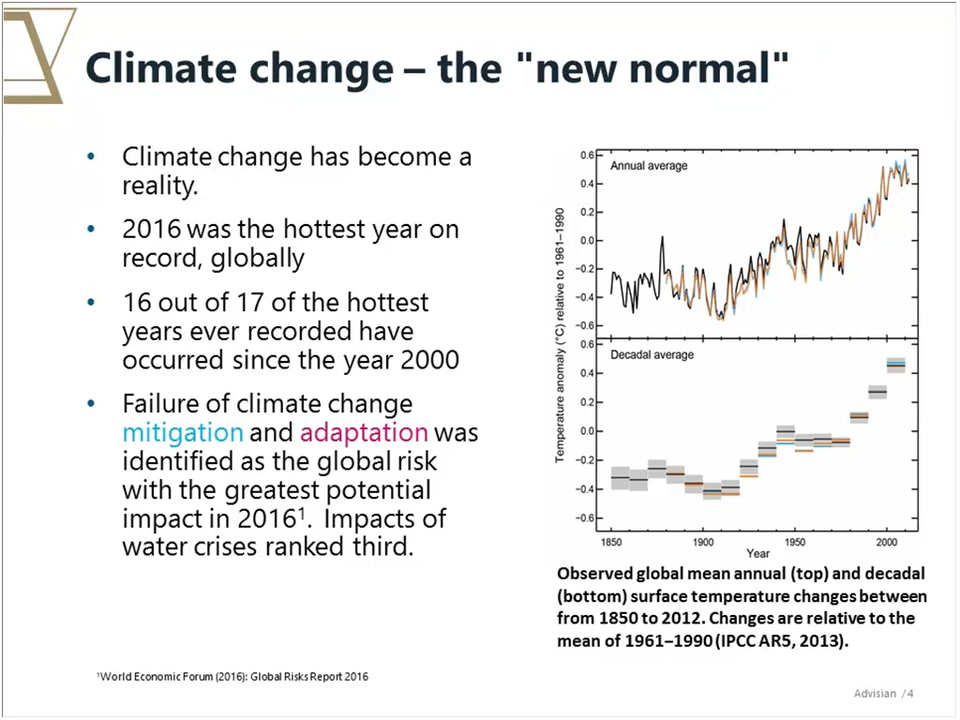 Climate change – the "new normal"
• Climate change has become a
reality.
• 2016 was the hottest year on
record, globally
• 16 out of 17 of the hottest
years ever recorded have
occurred since the year 2000
• Failure of climate change
mitigation and adaptation was
identified as the global risk
with the greatest potential
impact in 2016¹. Impacts of
water crises ranked third.
Temperature anomaly (°C) relative to 1961–1990
Annual average
0.6
0.4
0.2
0.0
−0.2
−0.4
−0.6
Decadal average
0.6
0.4
0.2
0.0
−0.2
−0.4
−0.6
1850 1900 1950 2000
Year
Observed global mean annual (top) and decadal
(bottom) surface temperature changes between
from 1850 to 2012. Changes are relative to the
mean of 1961–1990 (IPCC AR5, 2013).
¹World Economic Forum (2016): Global Risks Report 2016
Advisian / 4